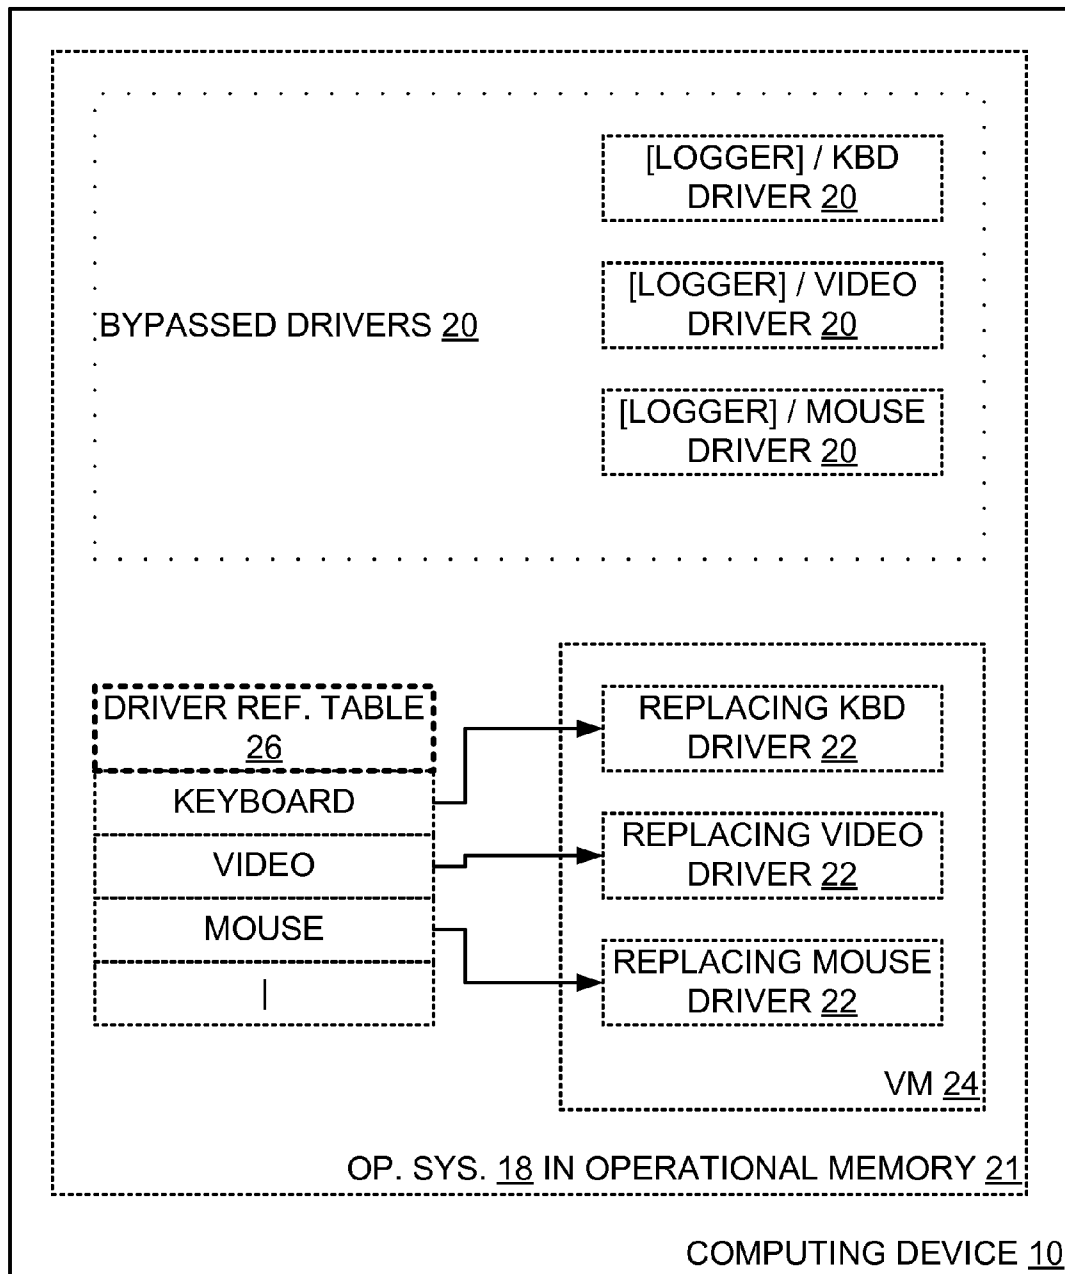 [LOGGER] / KBD
DRIVER 20
[LOGGER] / VIDEO
DRIVER 20
BYPASSED DRIVERS 20
[LOGGER] / MOUSE
DRIVER 20
DRIVER REF. TABLE
26
KEYBOARD
VIDEO
MOUSE
|
REPLACING KBD
DRIVER 22
REPLACING VIDEO
DRIVER 22
REPLACING MOUSE
DRIVER 22
VM 24
OP. SYS. 18 IN OPERATIONAL MEMORY 21
COMPUTING DEVICE 10